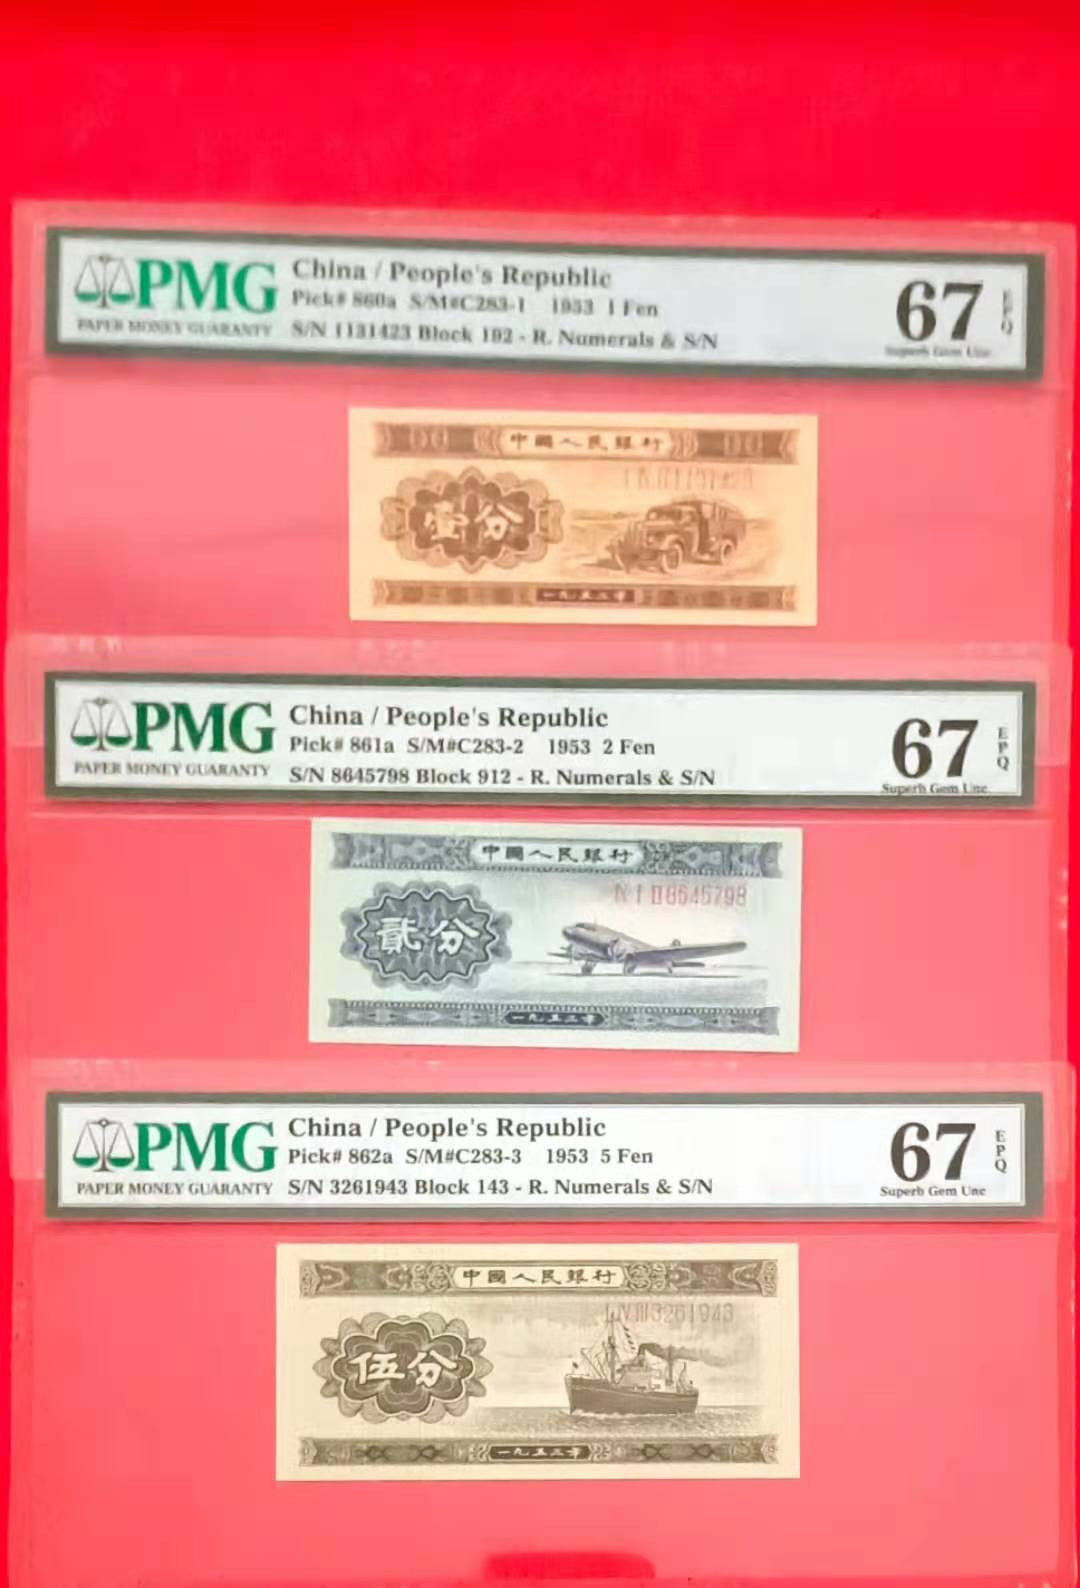 PMG
PAPER MONEY GUARANTY
China / People's Republic
Pick# 860a S/M#C283-1 1953 1 Fen
S/N 1131423 Block 192 - R. Numerals & S/N
67
EPQ
Superb Gem Unc
中國人民銀行
壹分
一九五三年
PMG
PAPER MONEY GUARANTY
China / People's Republic
Pick# 861a S/M#C283-2 1953 2 Fen
S/N 8645798 Block 912 - R. Numerals & S/N
67
EPQ
Superb Gem Unc
中國人民銀行
8645798
貳分
一九五三年
PMG
PAPER MONEY GUARANTY
China / People's Republic
Pick# 862a S/M#C283-3 1953 5 Fen
S/N 3261943 Block 143 - R. Numerals & S/N
67
EPQ
Superb Gem Unc
中國人民銀行
I IV III 3261943
伍分
一九五三年